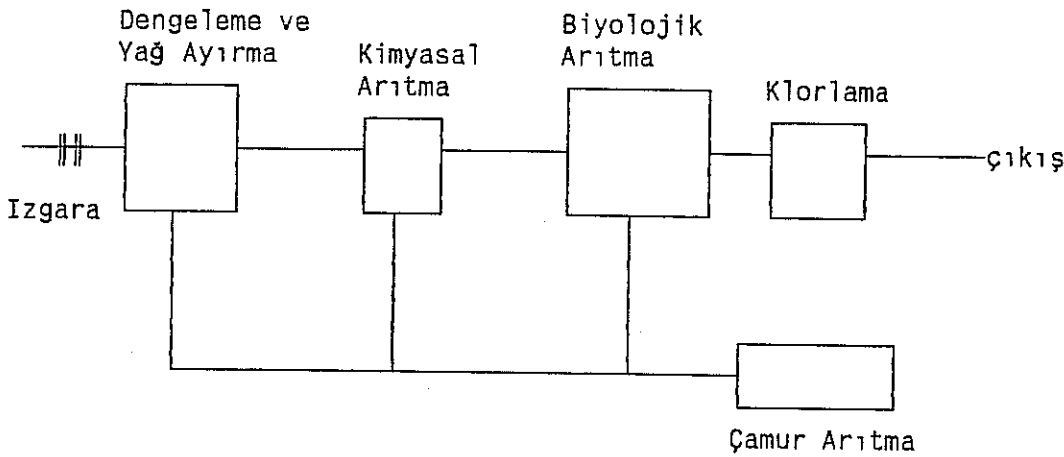 Dengeleme ve
Yağ Ayırma
Kimyasal
Arıtma
Biyolojik
Arıtma
Klorlama
Izgara
çıkış
Çamur Arıtma